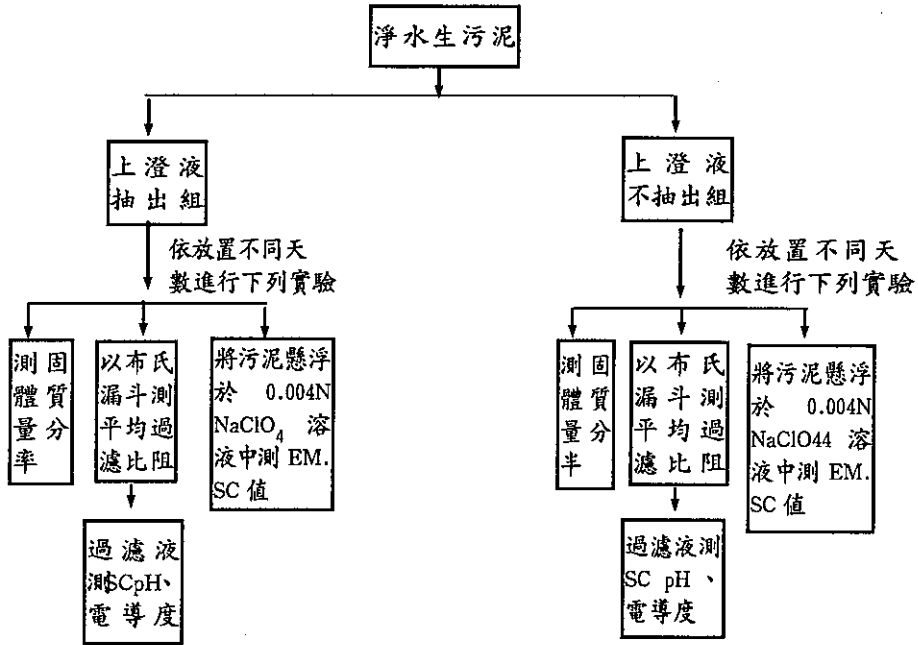 淨水生污泥
上澄液
抽出組
上澄液
不抽出組
依放置不同天
數進行下列實驗
依放置不同天
數進行下列實驗
測固
體質
量分
率
以布氏
漏斗測
平均過
濾比阻
將污泥懸浮
於 0.004N
NaClO4 溶
液中測 EM.
SC 值
測固
體質
量分
半
以布氏
漏斗測
平均過
濾比阻
將污泥懸浮
於 0.004N
NaClO44 溶
液中測 EM.
SC 值
過濾液
測SCpH、
電導度
過濾液測
SC pH、
電導度